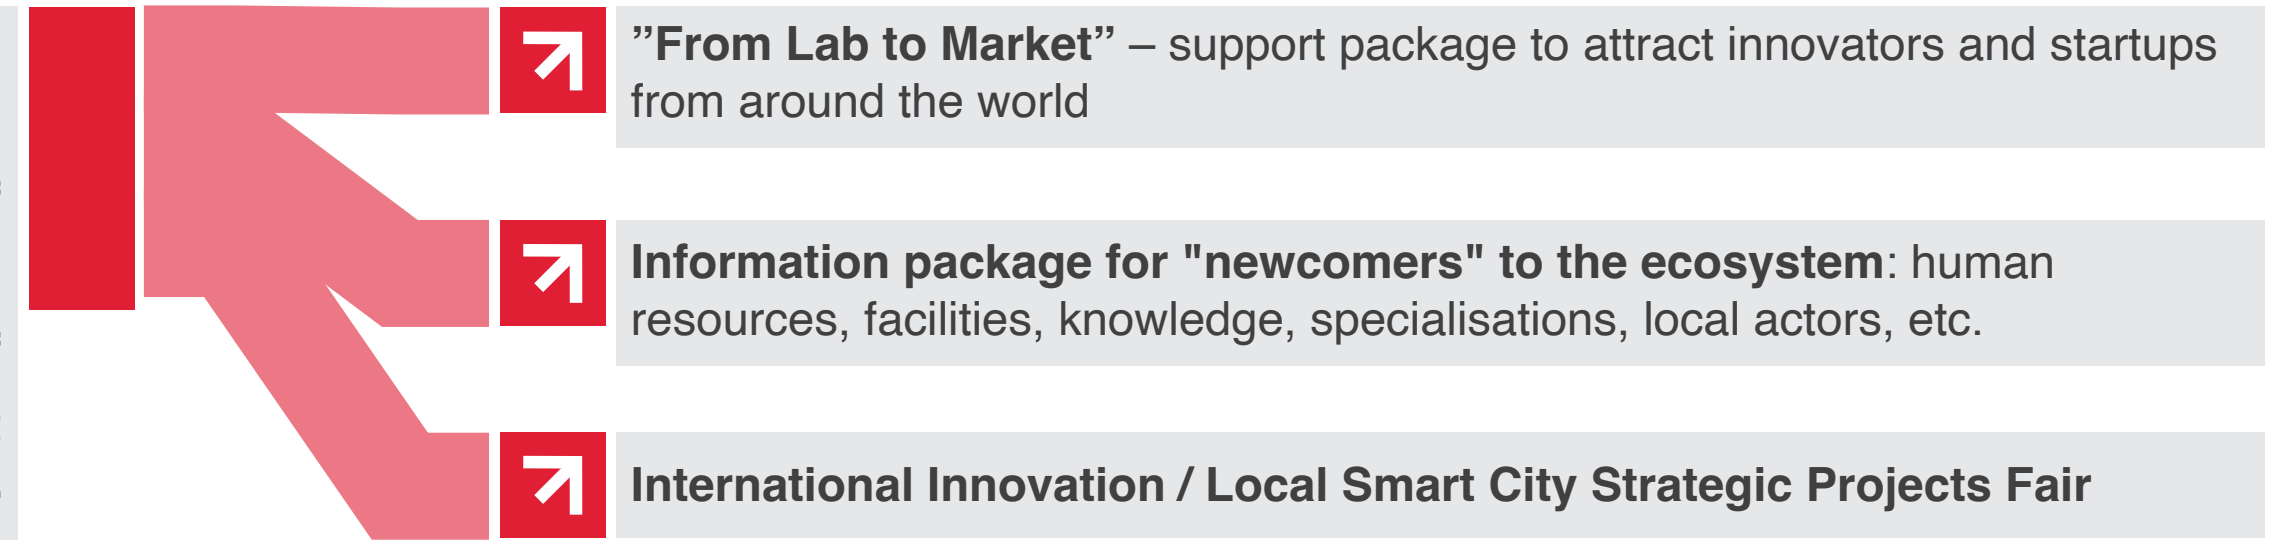 ”From Lab to Market” – support package to attract innovators and startups
from around the world
Information package for "newcomers" to the ecosystem: human
resources, facilities, knowledge, specialisations, local actors, etc.
International Innovation / Local Smart City Strategic Projects Fair